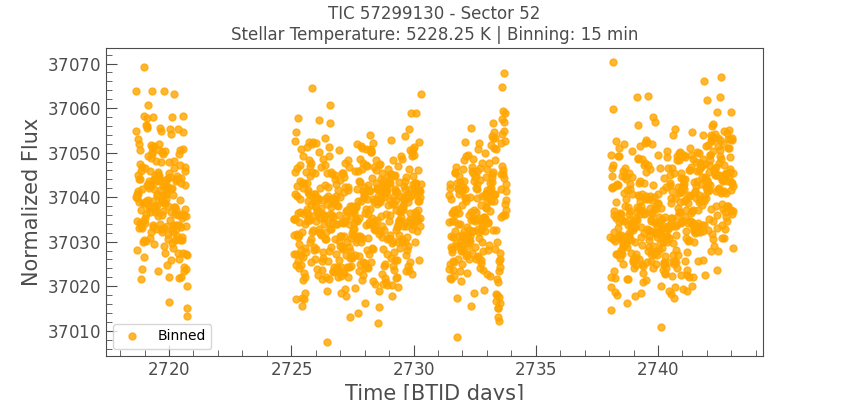 TIC 57299130 - Sector 52
Stellar Temperature: 5228.25 K | Binning: 15 min
Normalized Flux
37070
37060
37050
37040
37030
37020
37010
Binned
2720 2725 2730 2735 2740
Time [BTJD days]